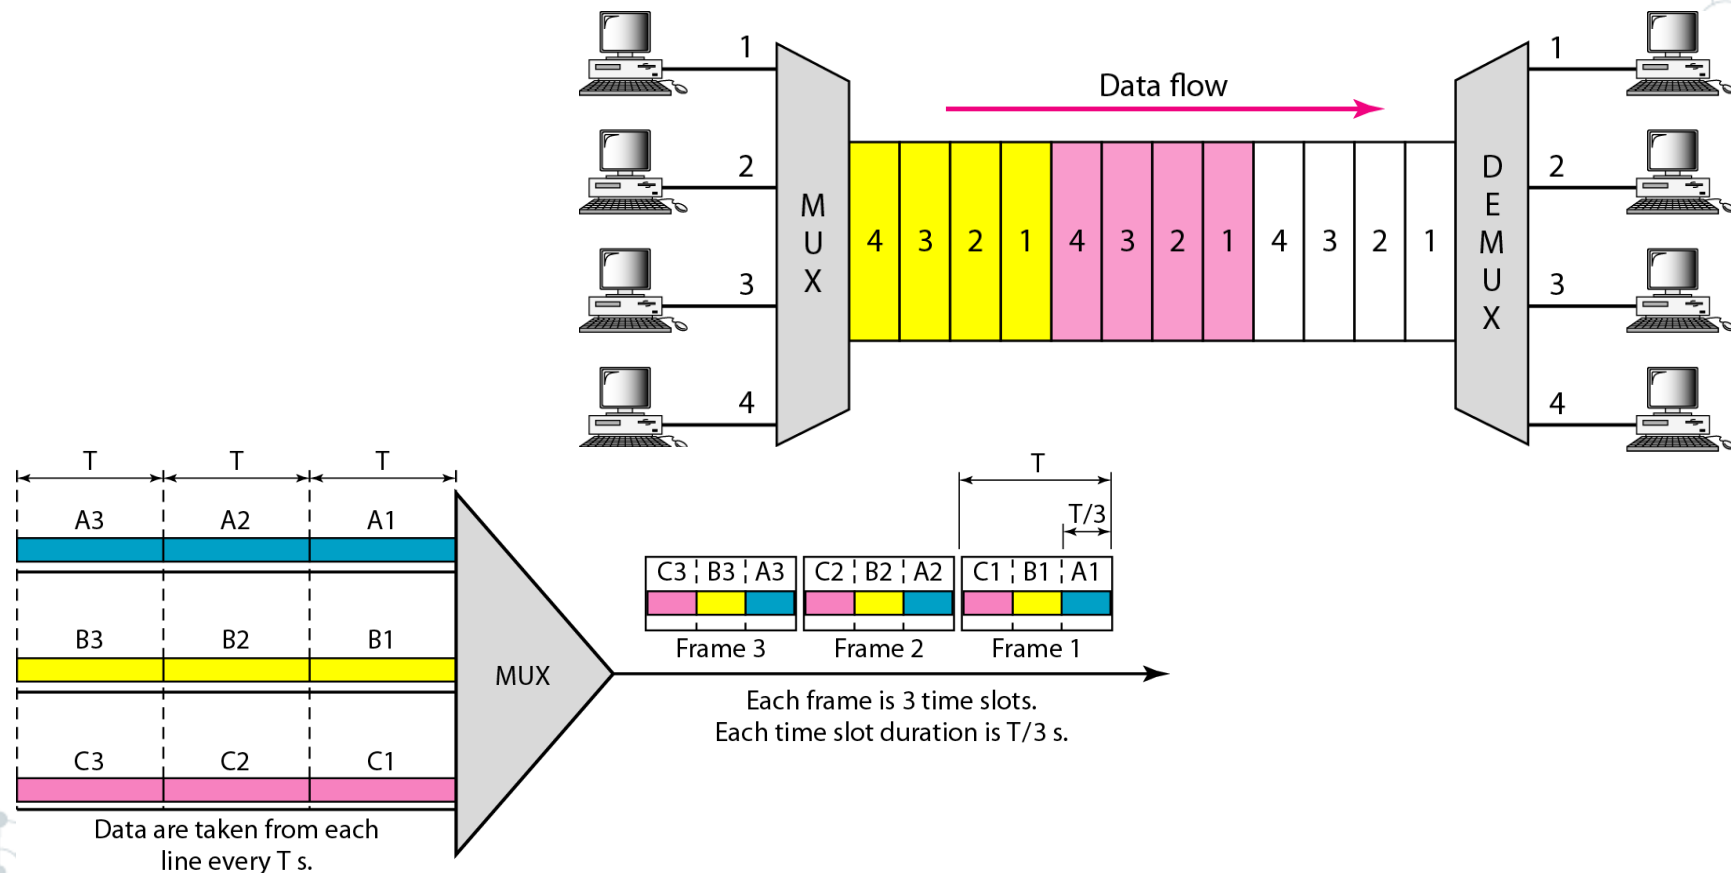 1
1
Data flow
2
2
M
U
X
4 3 2 1 4 3 2 1 4 3 2 1
D
E
M
U
X
3
3
4
4
T T T
A3 A2 A1
B3 B2 B1
C3 C2 C1
MUX
Data are taken from each
line every T s.
T
T/3
C3 B3 A3 C2 B2 A2 C1 B1 A1
Frame 3 Frame 2 Frame 1
Each frame is 3 time slots.
Each time slot duration is T/3 s.